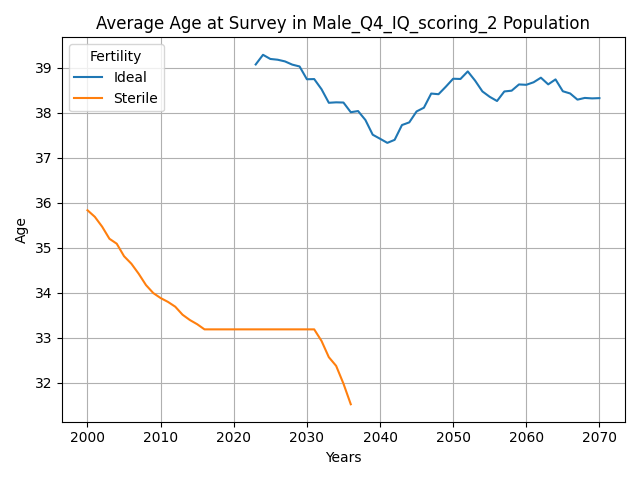 Average Age at Survey in Male_Q4_IQ_scoring_2 Population
Fertility
Ideal
Sterile
39
38
37
36
35
34
33
32
Age
2000 2010 2020 2030 2040 2050 2060 2070
Years